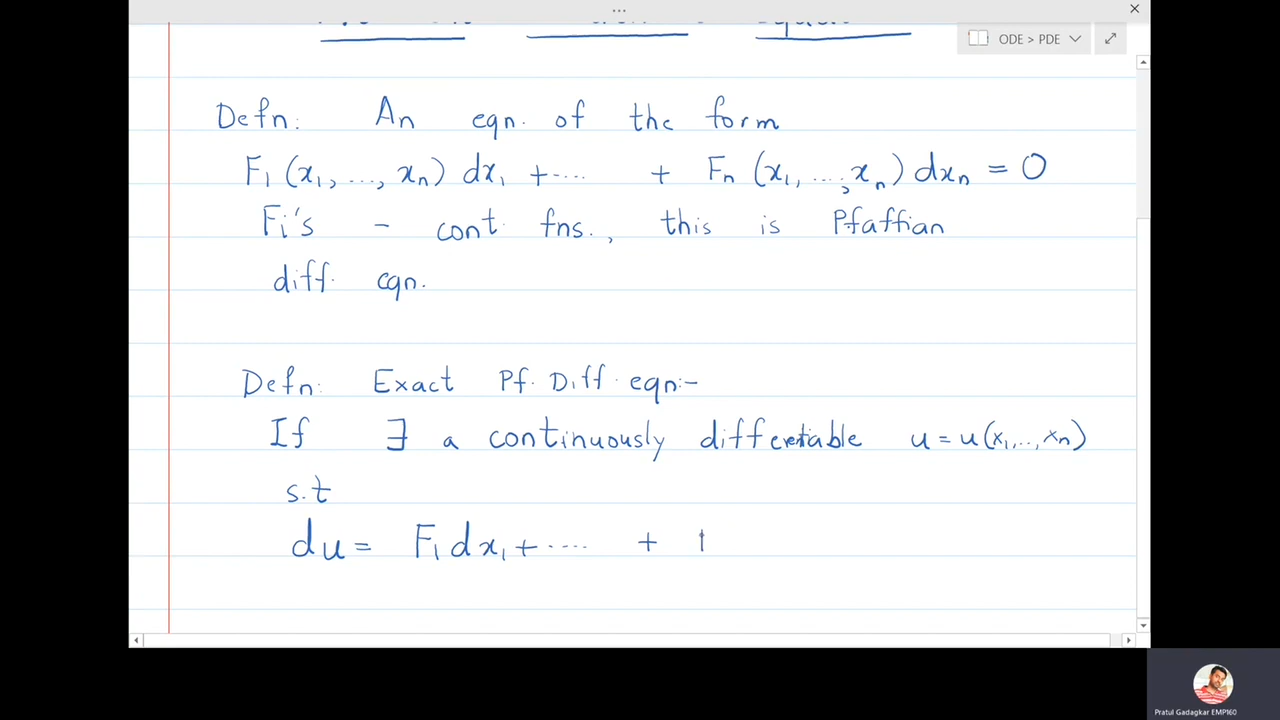 ODE > PDE
Defn: An eqn. of the form
F₁ (x₁, ..., xₙ) dx₁ + .... + Fₙ (x₁, ..., xₙ) dxₙ = 0
Fᵢ's - cont. fns., this is Pfaffian
diff. eqn.
Defn: Exact Pf. Diff. eqn:-
If ∃ a continuously differetiable u = u(x₁, .., xₙ)
s.t
du = F₁ dx₁ + .... +
Pratul Gadagkar EMP160